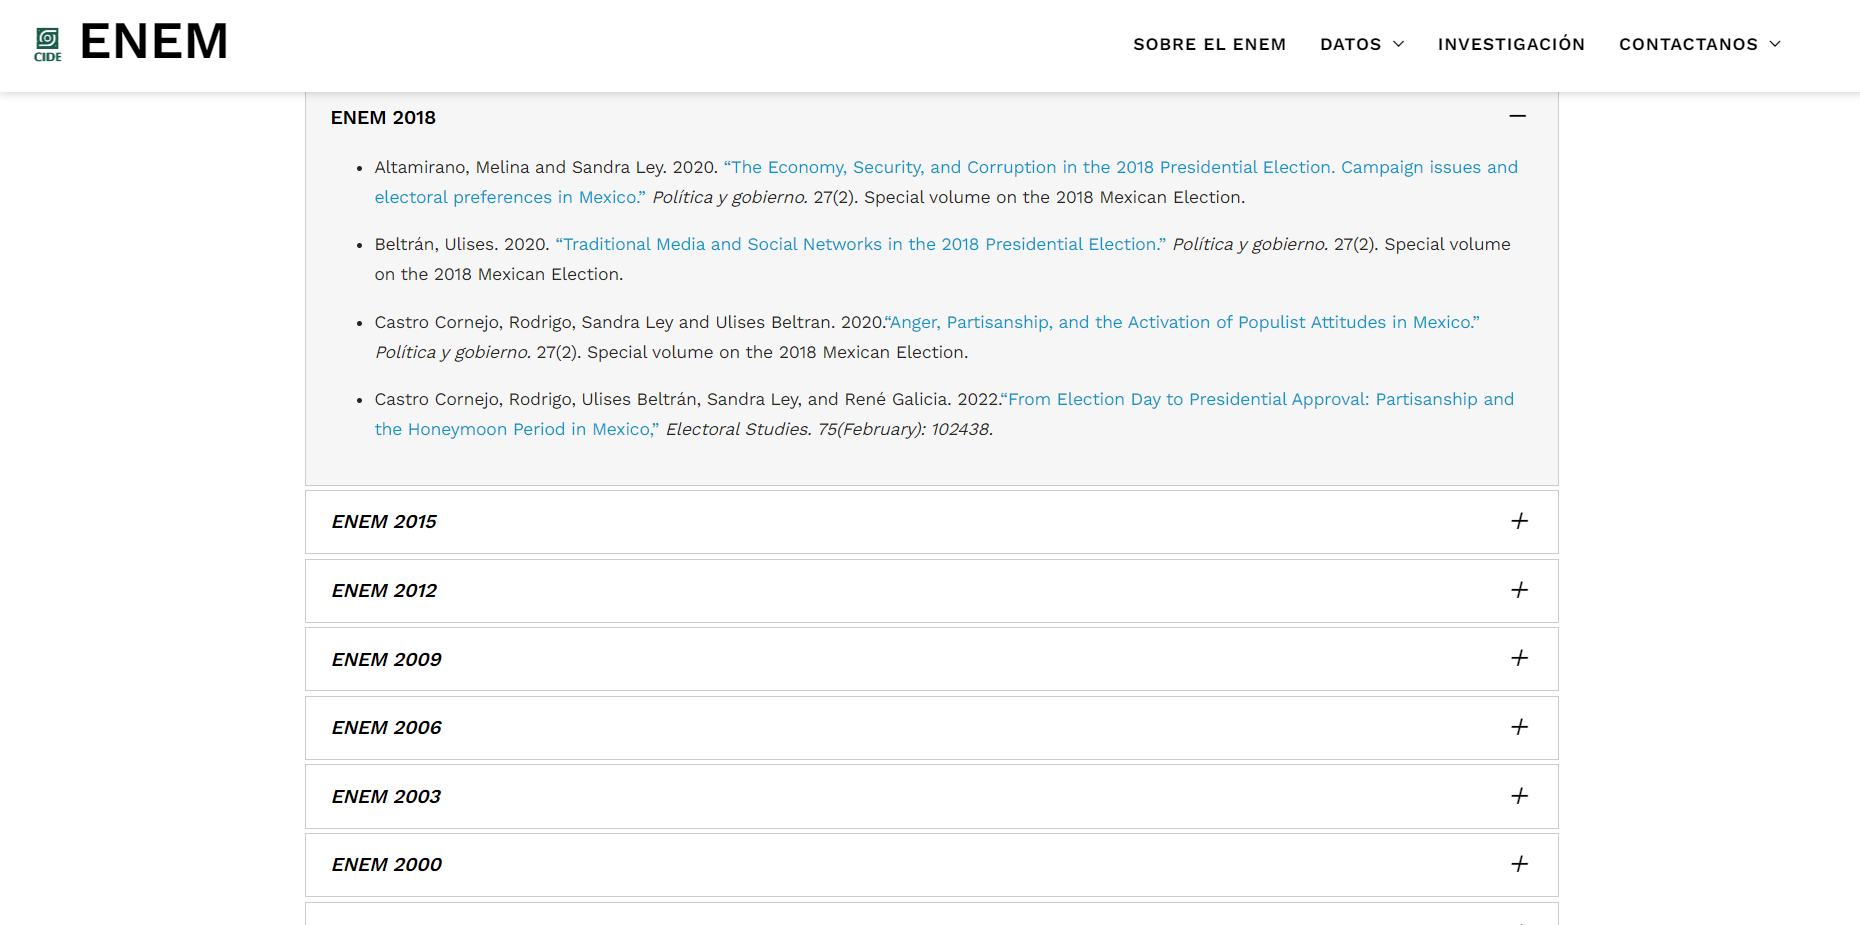 CIDE
ENEM
SOBRE EL ENEM DATOS INVESTIGACIÓN CONTACTANOS
ENEM 2018
Altamirano, Melina and Sandra Ley. 2020. “The Economy, Security, and Corruption in the 2018 Presidential Election. Campaign issues and
electoral preferences in Mexico.” Política y gobierno. 27(2). Special volume on the 2018 Mexican Election.
Beltrán, Ulises. 2020. “Traditional Media and Social Networks in the 2018 Presidential Election.” Política y gobierno. 27(2). Special volume
on the 2018 Mexican Election.
Castro Cornejo, Rodrigo, Sandra Ley and Ulises Beltran. 2020.“Anger, Partisanship, and the Activation of Populist Attitudes in Mexico.”
Política y gobierno. 27(2). Special volume on the 2018 Mexican Election.
Castro Cornejo, Rodrigo, Ulises Beltrán, Sandra Ley, and René Galicia. 2022.“From Election Day to Presidential Approval: Partisanship and
the Honeymoon Period in Mexico,” Electoral Studies. 75(February): 102438.
ENEM 2015
ENEM 2012
ENEM 2009
ENEM 2006
ENEM 2003
ENEM 2000